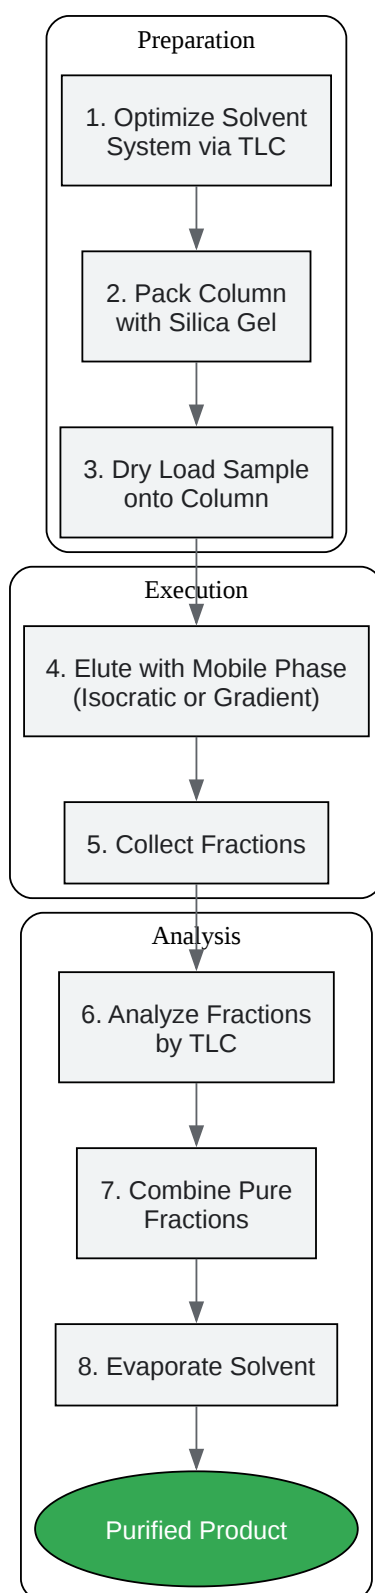 Preparation
1. Optimize Solvent
System via TLC
2. Pack Column
with Silica Gel
3. Dry Load Sample
onto Column
Execution
4. Elute with Mobile Phase
(Isocratic or Gradient)
5. Collect Fractions
Analysis
6. Analyze Fractions
by TLC
7. Combine Pure
Fractions
8. Evaporate Solvent
Purified Product